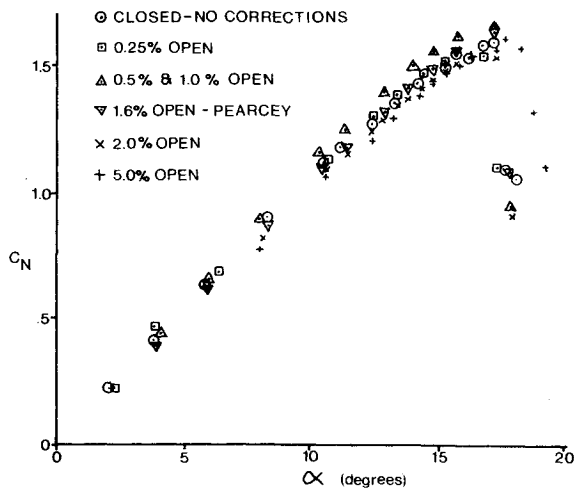 ⊙ CLOSED-NO CORRECTIONS
⊡ 0.25% OPEN
◬ 0.5% & 1.0% OPEN
⍫ 1.6% OPEN - PEARCEY
× 2.0% OPEN
+ 5.0% OPEN
1.5
1.0
C_N
.5
0
0 5 10 15 20
α (degrees)